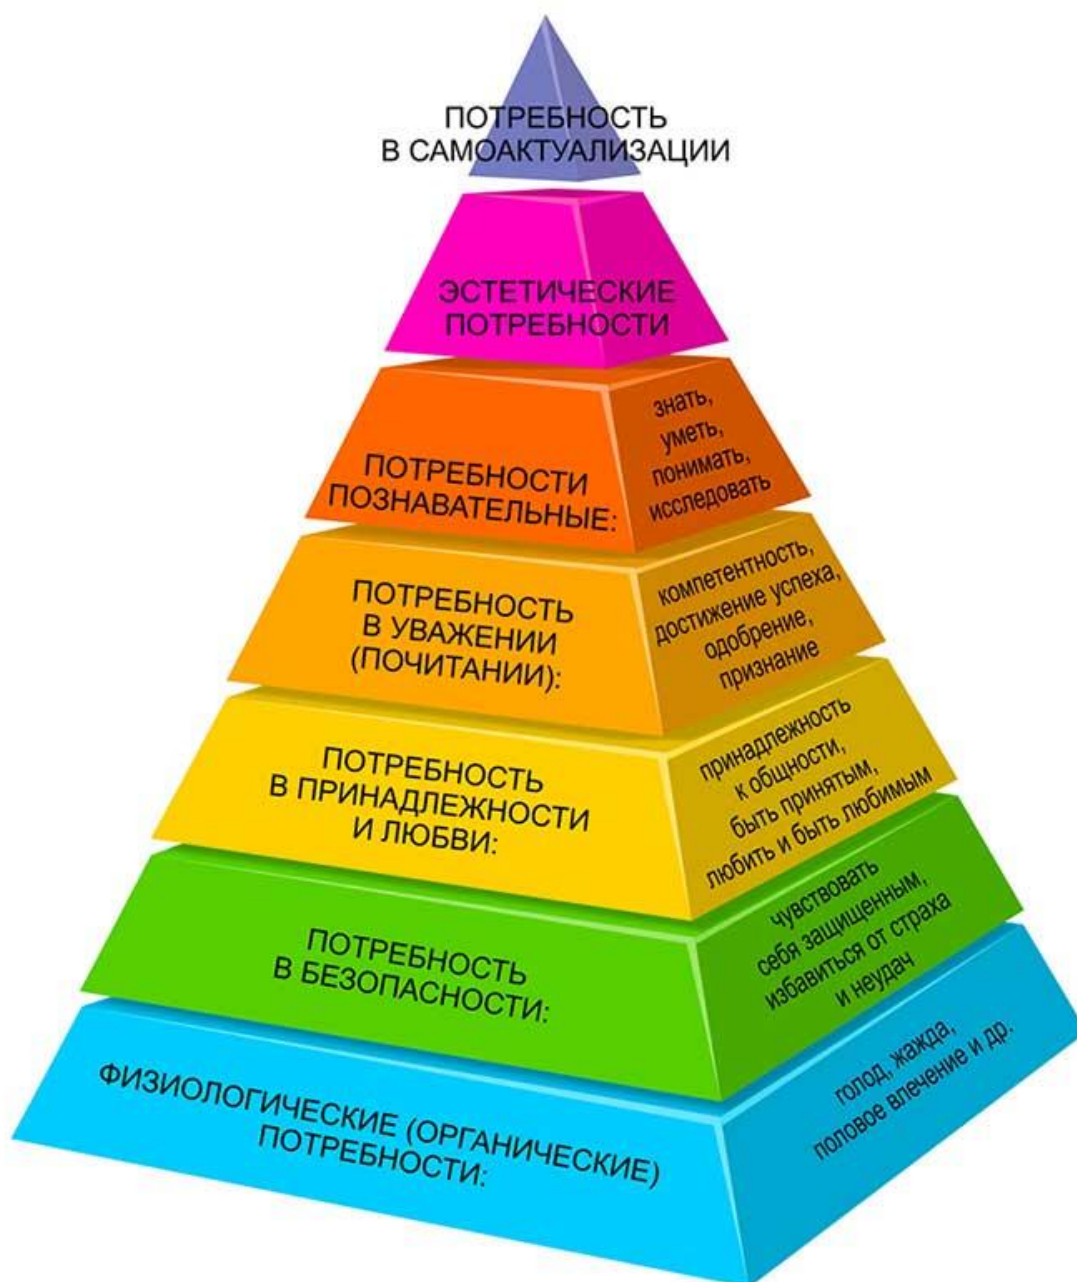 ПОТРЕБНОСТЬ
В САМОАКТУАЛИЗАЦИИ
ЭСТЕТИЧЕСКИЕ
ПОТРЕБНОСТИ
ПОТРЕБНОСТИ
ПОЗНАВАТЕЛЬНЫЕ:
знать,
уметь,
понимать,
исследовать
ПОТРЕБНОСТЬ
В УВАЖЕНИИ
(ПОЧИТАНИИ):
компетентность,
достижение успеха,
одобрение,
признание
ПОТРЕБНОСТЬ
В ПРИНАДЛЕЖНОСТИ
И ЛЮБВИ:
принадлежность
к общности,
быть принятым,
любить и быть любимым
ПОТРЕБНОСТЬ
В БЕЗОПАСНОСТИ:
чувствовать
себя защищенным,
избавиться от страха
и неудач
ФИЗИОЛОГИЧЕСКИЕ (ОРГАНИЧЕСКИЕ)
ПОТРЕБНОСТИ:
голод, жажда,
половое влечение и др.